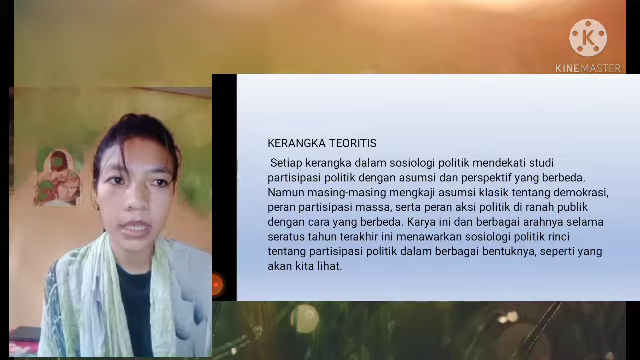 KINEMASTER
KERANGKA TEORITIS
Setiap kerangka dalam sosiologi politik mendekati studi
partisipasi politik dengan asumsi dan perspektif yang berbeda.
Namun masing-masing mengkaji asumsi klasik tentang demokrasi,
peran partisipasi massa, serta peran aksi politik di ranah publik
dengan cara yang berbeda. Karya ini dan berbagai arahnya selama
seratus tahun terakhir ini menawarkan sosiologi politik rinci
tentang partisipasi politik dalam berbagai bentuknya, seperti yang
akan kita lihat.